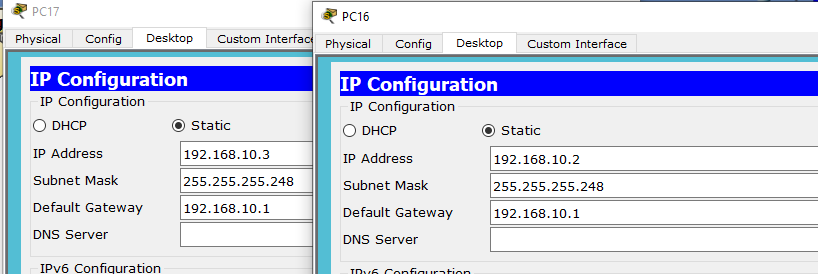 PC17
Physical Config Desktop Custom Interface
IP Configuration
IP Configuration
DHCP Static
IP Address 192.168.10.3
Subnet Mask 255.255.255.248
Default Gateway 192.168.10.1
DNS Server
IPv6 Configuration
PC16
Physical Config Desktop Custom Interface
IP Configuration
IP Configuration
DHCP Static
IP Address 192.168.10.2
Subnet Mask 255.255.255.248
Default Gateway 192.168.10.1
DNS Server
IPv6 Configuration